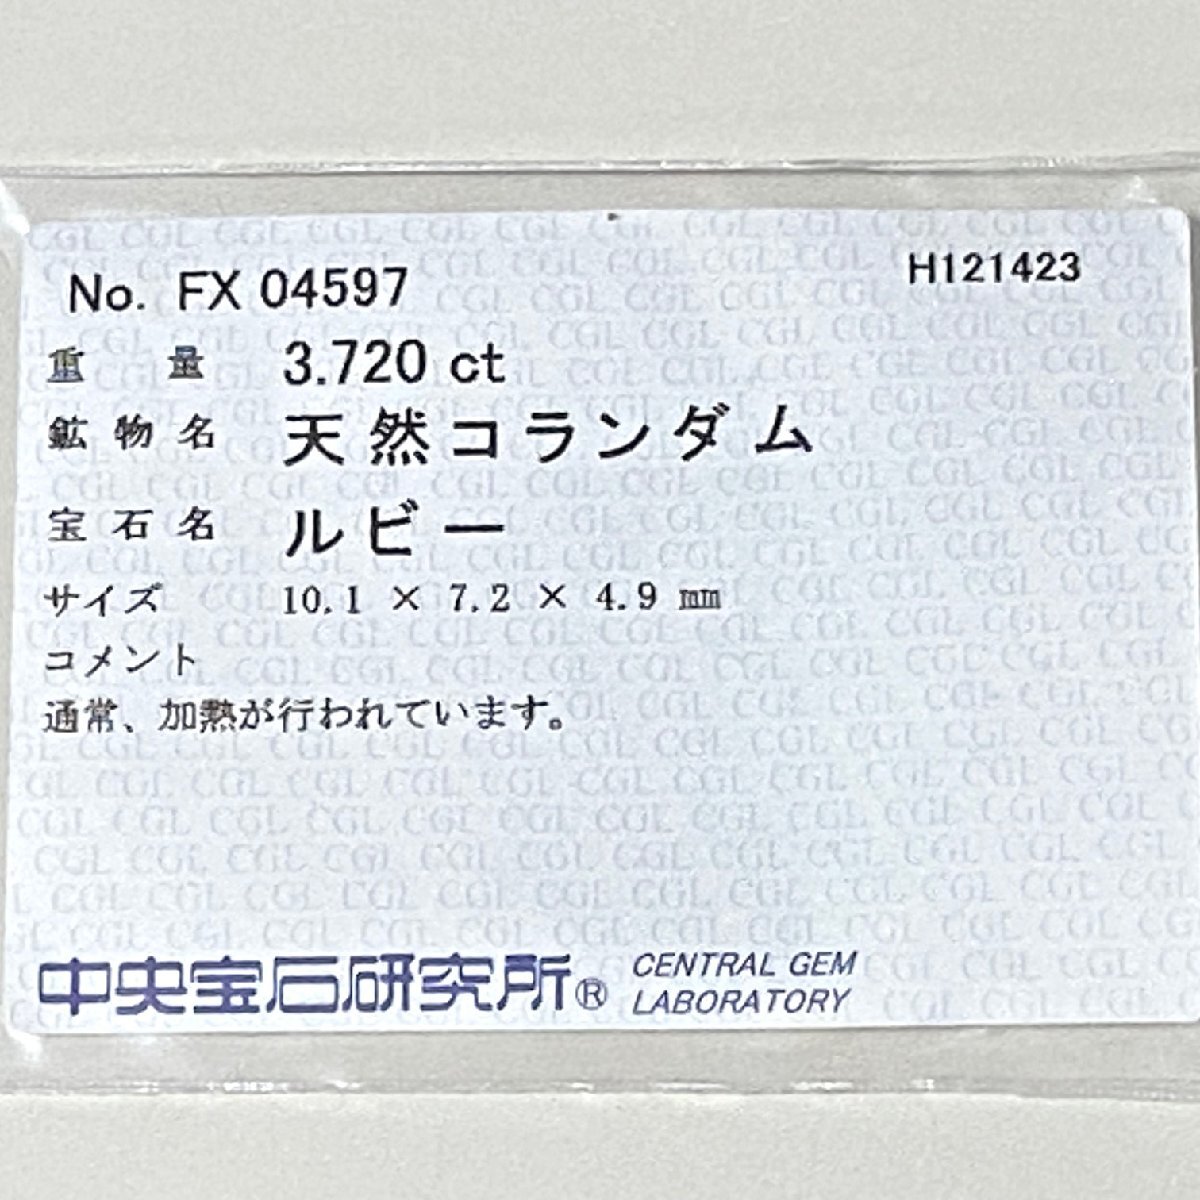 No. FX 04597 H121423
重量 3.720 ct
鉱物名 天然コランダム
宝石名 ルビー
サイズ 10.1 × 7.2 × 4.9 mm
コメント
通常、加熱が行われています。
中央宝石研究所® CENTRAL GEM
LABORATORY